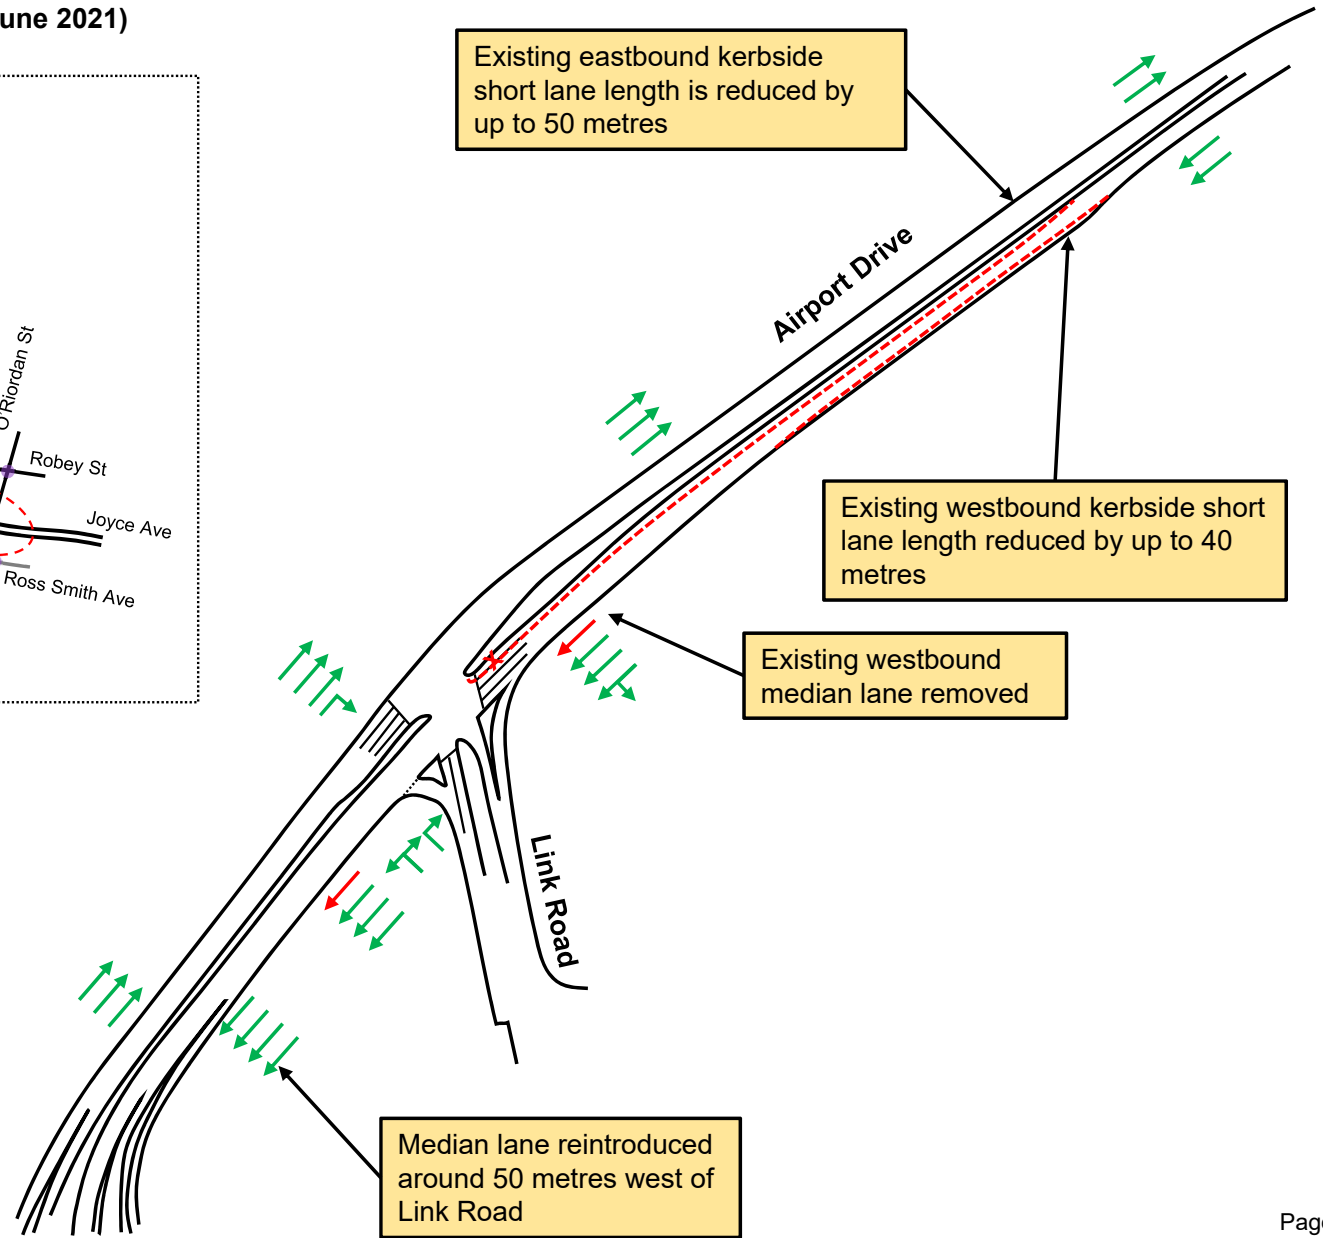 une 2021)
Existing eastbound kerbside
short lane length is reduced by
up to 50 metres
Airport Drive
O'Riordan St
Robey St
Joyce Ave
Ross Smith Ave
Existing westbound kerbside short
lane length reduced by up to 40
metres
Existing westbound
median lane removed
Link Road
Median lane reintroduced
around 50 metres west of
Link Road
Page